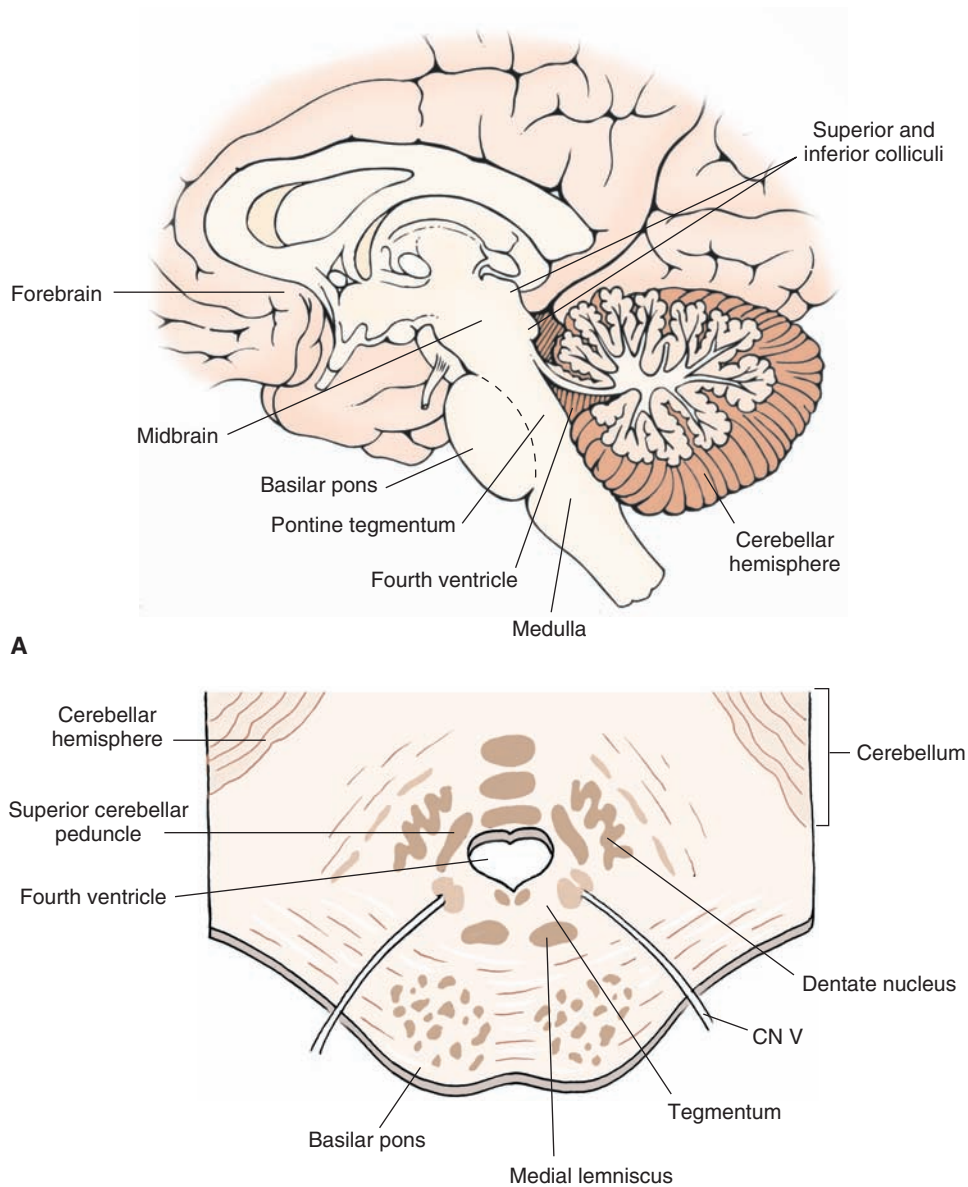 Superior and
inferior colliculi
Forebrain
Midbrain
Basilar pons
Pontine tegmentum
Fourth ventricle
Medulla
Cerebellar
hemisphere
A
Cerebellar
hemisphere
Cerebellum
Superior cerebellar
peduncle
Fourth ventricle
Dentate nucleus
CN V
Tegmentum
Basilar pons
Medial lemniscus